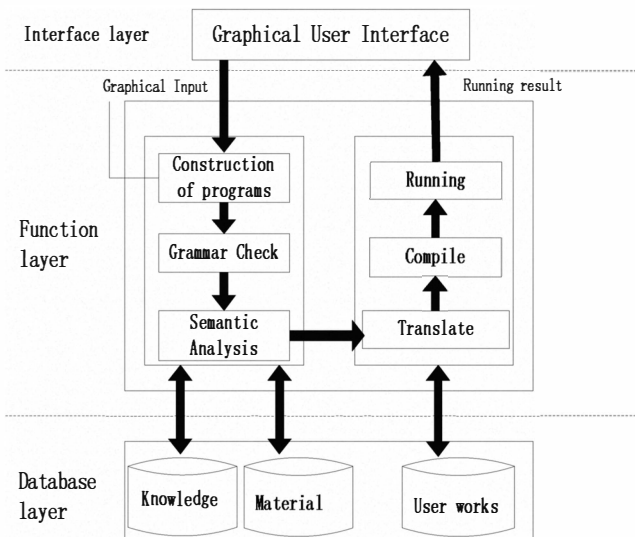 Interface layer
Graphical User Interface
Graphical Input
Running result
Construction
of programs
Running
Function
layer
Grammar Check
Compile
Semantic
Analysis
Translate
Database
layer
Knowledge
Material
User works